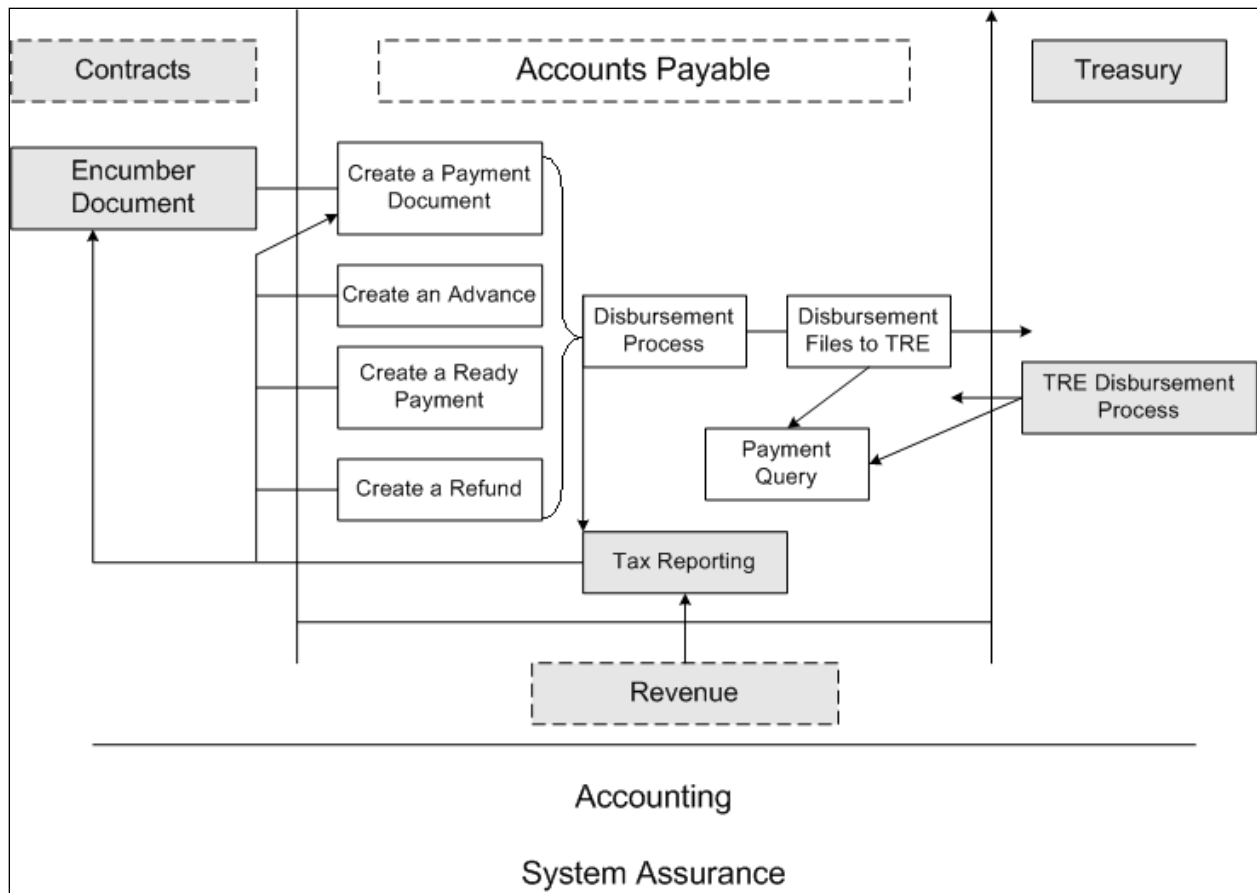 Contracts
Accounts Payable
Treasury
Encumber
Document
Create a Payment
Document
Create an Advance
Create a Ready
Payment
Create a Refund
Disbursement
Process
Disbursement
Files to TRE
TRE Disbursement
Process
Payment
Query
Tax Reporting
Revenue
Accounting
System Assurance